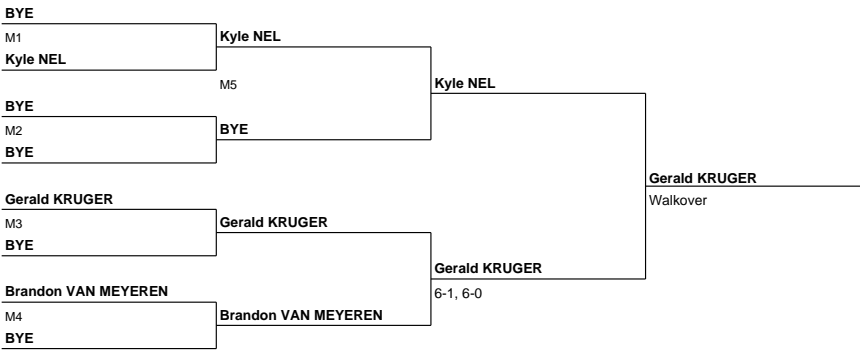 BYE
M1
Kyle NEL
Kyle NEL
M5
Kyle NEL
BYE
M2
BYE
BYE
Gerald KRUGER
Walkover
Gerald KRUGER
M3
Gerald KRUGER
BYE
Gerald KRUGER
6-1, 6-0
Brandon VAN MEYEREN
M4
Brandon VAN MEYEREN
BYE